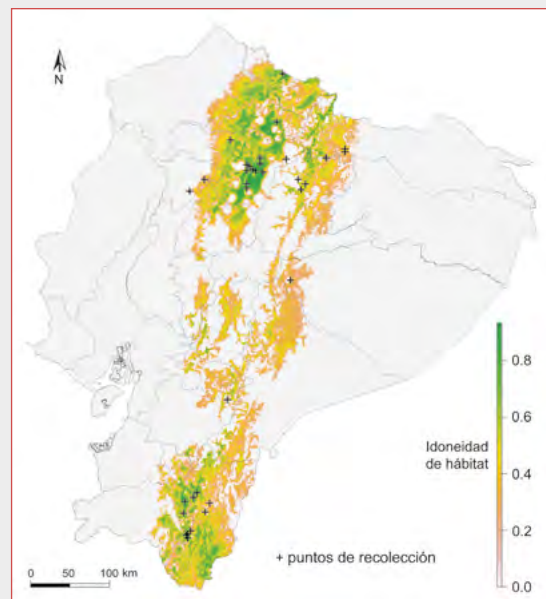 N
0.8
0.6
Idoneidad
de hábitat
0.4
0.2
+ puntos de recolección
0 50 100 km
0.0